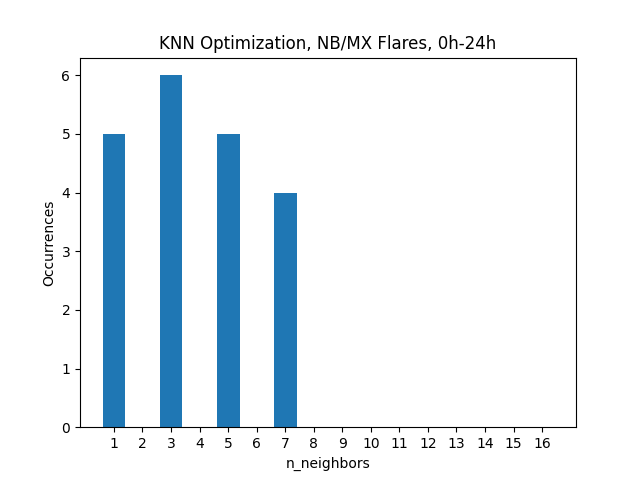 KNN Optimization, NB/MX Flares, 0h-24h
6
5
4
3
2
1
0
Occurrences
1 2 3 4 5 6 7 8 9 10 11 12 13 14 15 16
n_neighbors